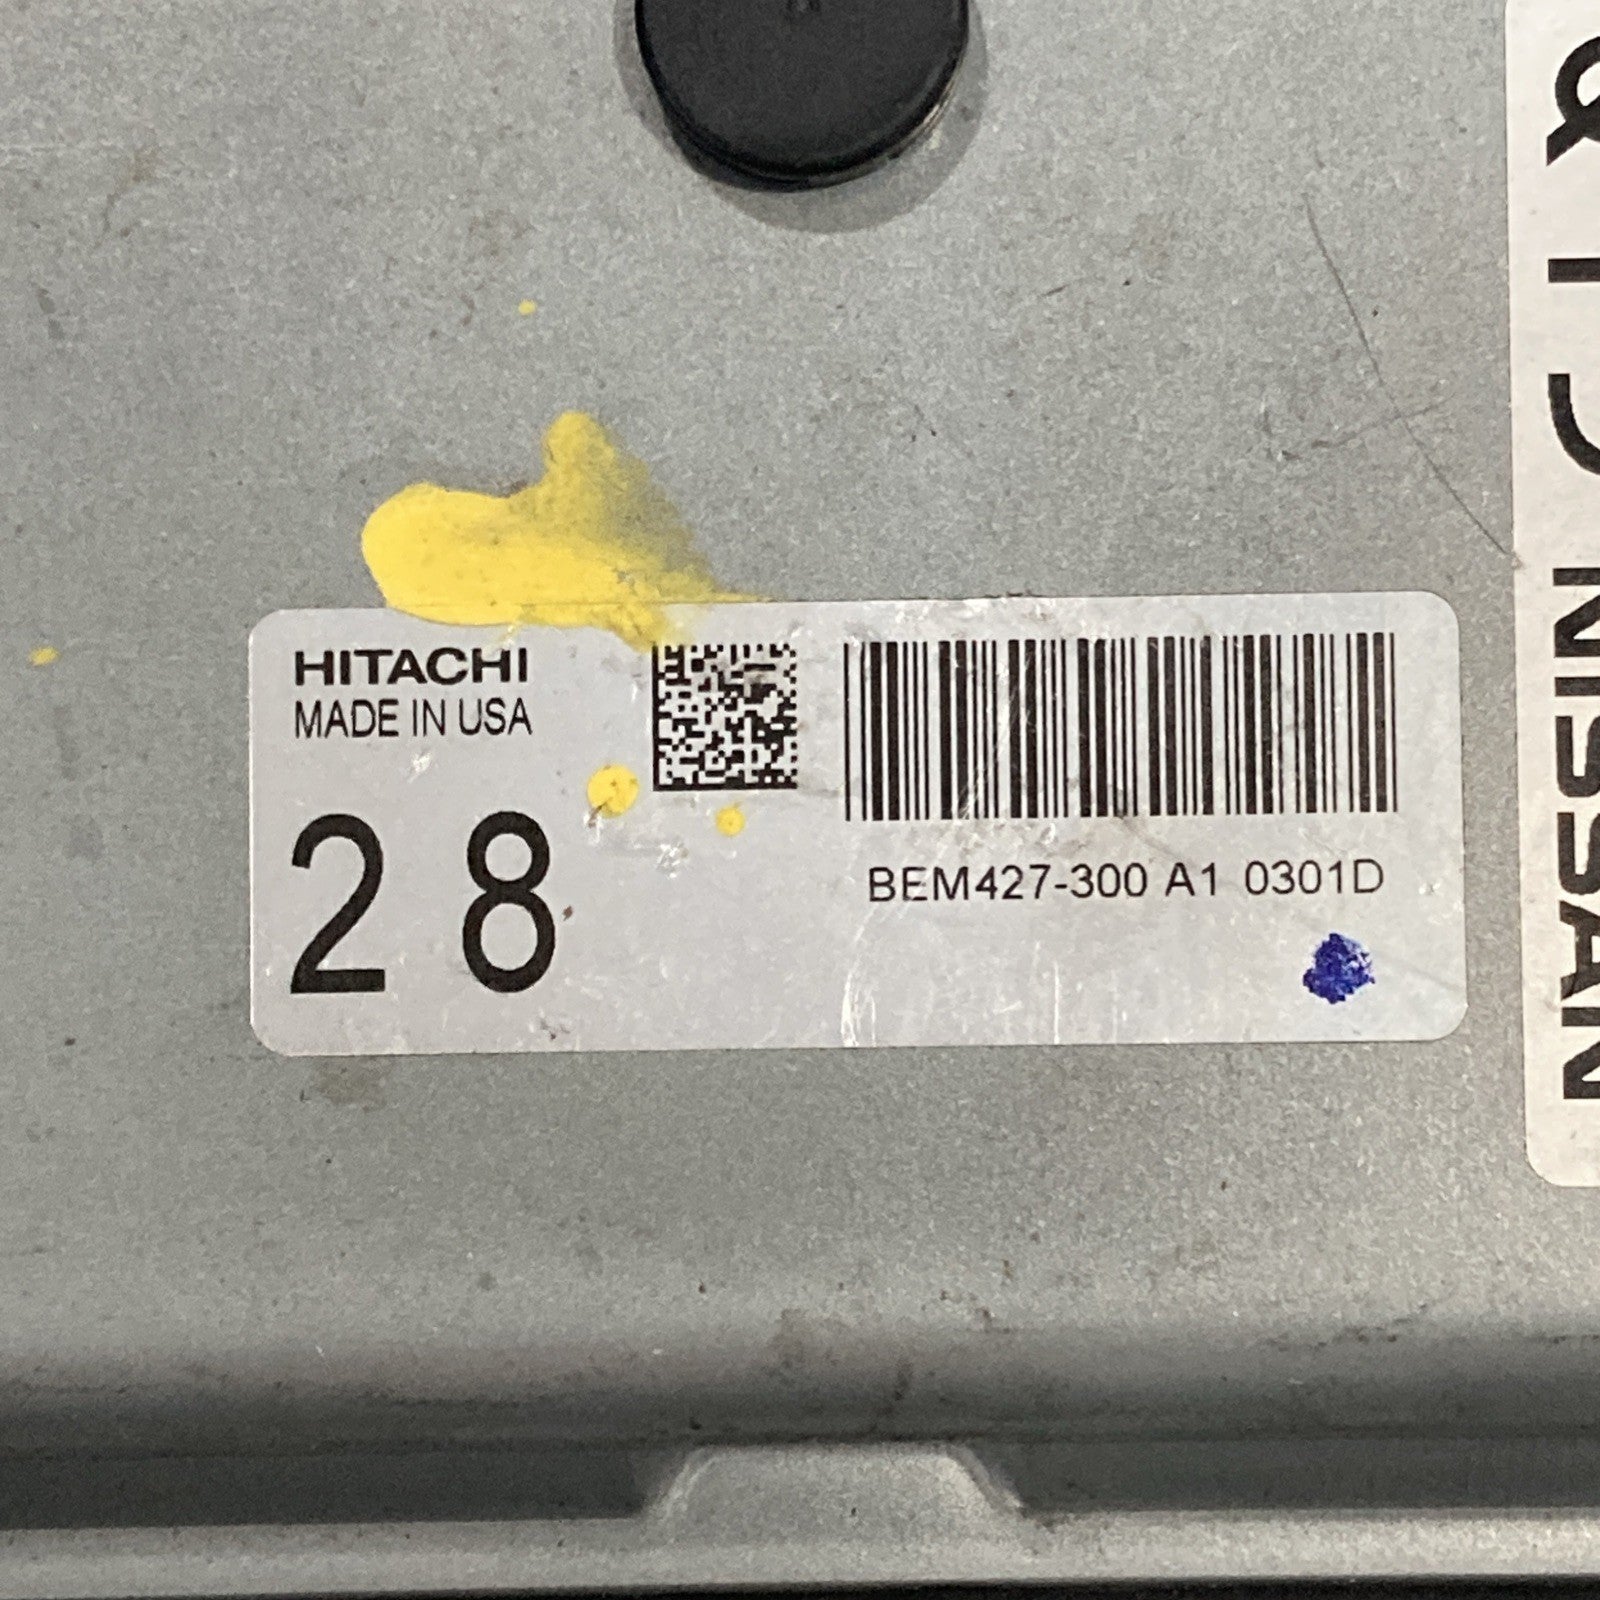 HITACHI
MADE IN USA
28
BEM427-300 A1 0301D
NISSAN